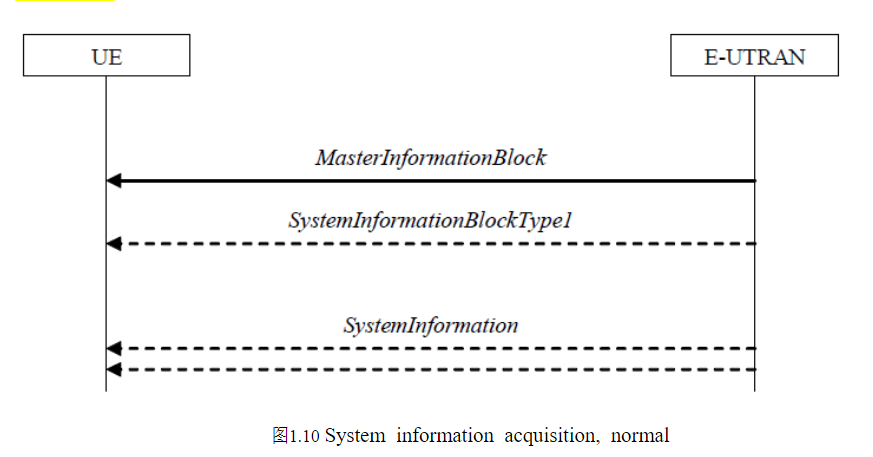 UE E-UTRAN
MasterInformationBlock
SystemInformationBlockType1
SystemInformation
图1.10 System information acquisition, normal